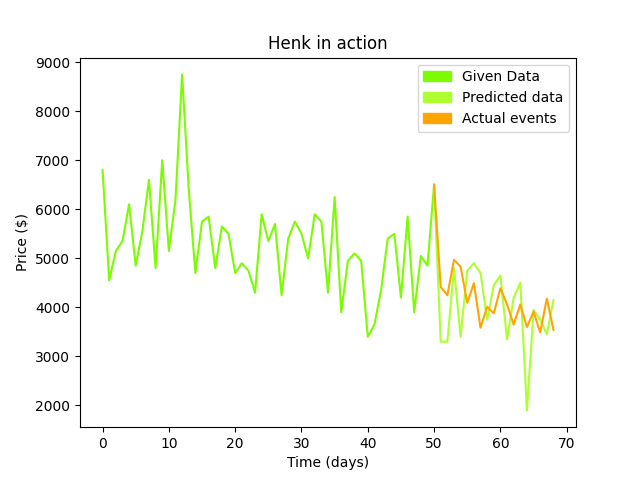 Henk in action
Given Data
Predicted data
Actual events
9000
8000
7000
6000
5000
4000
3000
2000
Price ($)
0 10 20 30 40 50 60 70
Time (days)